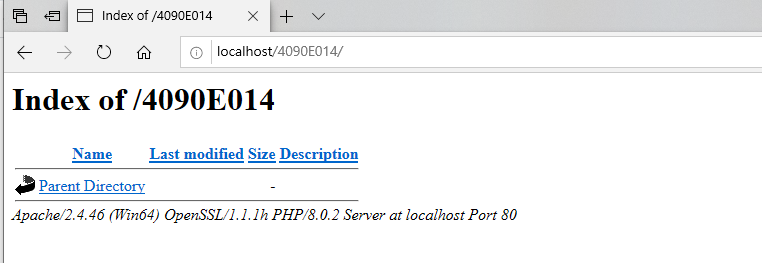 Index of /4090E014
localhost/4090E014/
Index of /4090E014
Name Last modified Size Description
Parent Directory -
Apache/2.4.46 (Win64) OpenSSL/1.1.1h PHP/8.0.2 Server at localhost Port 80